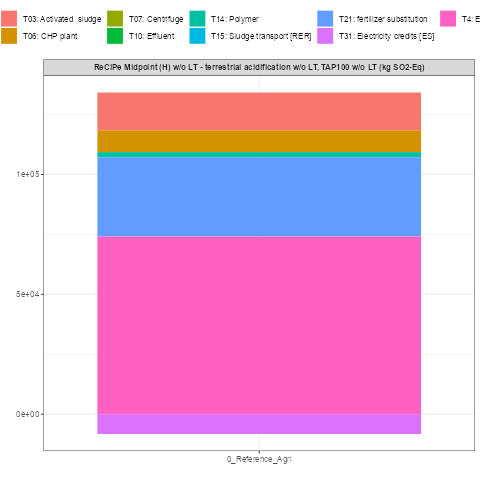 T03: Activated  sludge T07: Centrifuge T14: Polymer T21: fertilizer substitution T4: E
T06: CHP plant T10: Effluent T15: Sludge transport [RER] T31: Electricity credits [ES]
ReCiPe Midpoint (H) w/o LT - terrestrial acidification w/o LT, TAP100 w/o LT (kg SO2-Eq)
1e+05
5e+04
0e+00
0_Reference_Agri